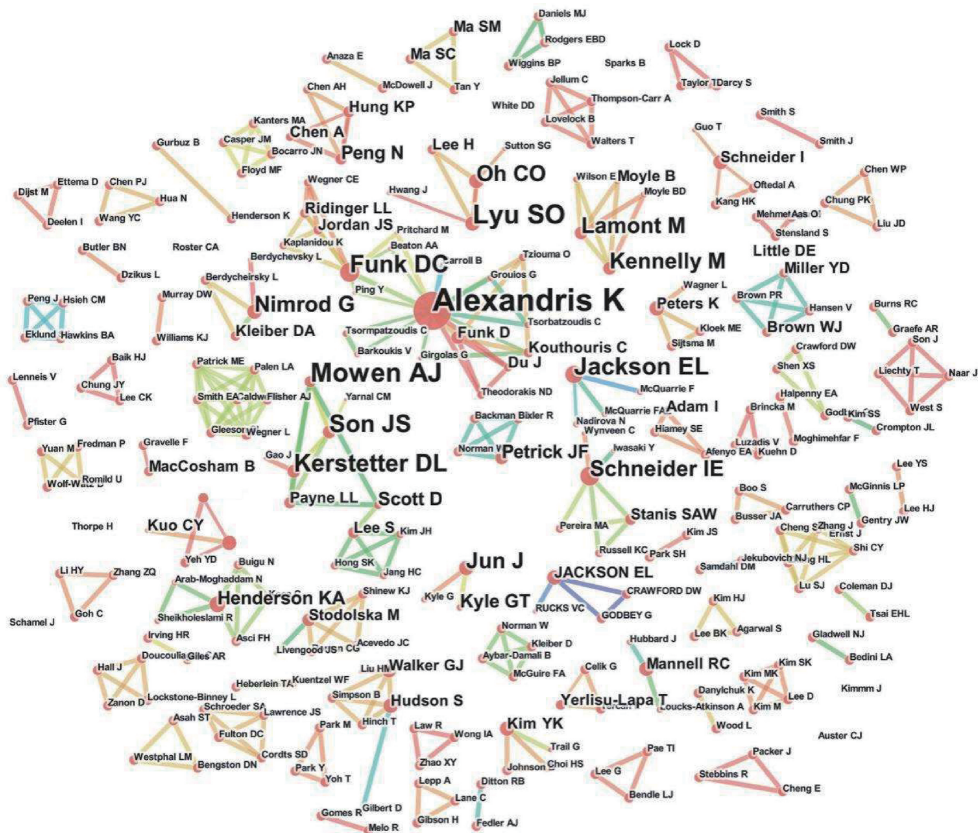 Daniels MJ
Ma SM
Rodgers EBD
Lock D
Anaza E
Ma SC
Wiggins BP
Sparks B
Taylor T
Darcy S
Chen AH
McDowell J
Tan Y
Jellum C
Thompson-Carr A
Kanters MA
Hung KP
White DD
Lovelock B
Smith S
Gurbuz B
Casper JM
Chen A
Lee H
Sutton SG
Walters T
Guo T
Smith J
Bocarro JN
Floyd MF
Peng N
Oh CO
Wilson E
Moyle B
Schneider I
Chen WP
Ettema D
Chen PJ
Wegner CE
Hwang J
Moyle BD
Oftedal A
Dijst M
Hua N
Ridinger LL
Lyu SO
Lamont M
Kang HK
Chung PK
Deelen I
Wang YC
Henderson K
Jordan JS
Pritchard M
Stensland S
Liu JD
Butler BN
Roster CA
Kaplanidou K
Beaton AA
Carroll B
Tziouma O
Kennelly M
Little DE
Berdychevsky L
Funk DC
Grouios G
Miller YD
Dzikus L
Berdycheirsky L
Ping Y
Alexandris K
Wagner L
Peng J
Hsieh CM
Murray DW
Nimrod G
Peters K
Brown PR
Hansen V
Burns RC
Eklund
Hawkins BA
Williams KJ
Kleiber DA
Tsormpatzoudis C
Funk D
Tsorbatzoudis C
Kloek ME
Brown WJ
Graefe AR
Baik HJ
Patrick ME
Barkoukis V
Girgolas G
Kouthouris C
Sijtsma M
Crawford DW
Son J
Lenneis V
Chung JY
Palen LA
Mowen AJ
Du J
Jackson EL
Shen XS
Liechty T
Naar J
Lee CK
Smith EA
Caldw
Flisher AJ
Yarnal CM
Theodorakis ND
McQuarrie F
Halpenny EA
Pfister G
Gleeson
Wegner L
Son JS
Backman
Bixler R
McQuarrie FA
Adam I
Brincka M
God
Kim SS
West S
Yuan M
Fredman P
Gravelle F
Nadirova N
Hiamey SE
Moghimehfar F
Crompton JL
Gao J
Norman W
Wynveen C
Luzadis V
Wolf-Watz D
Romild U
MacCosham B
Kerstetter DL
Petrick JF
Iwasaki Y
Afenyo EA
Kuehn D
Schneider IE
Lee YS
Payne LL
Scott D
Boo S
McGinnis LP
Thorpe H
Kuo CY
Lee S
Kim JH
Pereira MA
Stanis SAW
Busser JA
Carruthers CP
Gentry JW
Lee HJ
Yeh YD
Kim JS
Cheng S
Zhang J
Ernst J
Buigu N
Hong SK
Jang HC
Russell KC
Park SH
Shi CY
Li HY
Zhang ZQ
Arab-Moghaddam N
Jun J
JACKSON EL
Samdahl DM
Jekubovich NJ
ng HL
Goh C
Henderson KA
Shinew KJ
Kyle G
Kyle GT
CRAWFORD DW
Lu SJ
Coleman DJ
Schamel J
Sheikholeslami R
Stodolska M
RUCKS VC
GODBEY G
Kim HJ
Tsai EHL
Irving HR
Asci FH
Livengood JS
Acevedo JC
Norman W
Lee BK
Agarwal S
Gladwell NJ
Hall J
Doucoulia
Giles AR
Kleiber D
Hubbard J
Bedini LA
Heberlein TA
Kuentzel WF
Liu HM
Walker GJ
Aybar-Damali B
McGuire FA
Celik G
Mannell RC
Kim MK
Kim SK
Zanon D
Lockstone-Binney L
Simpson B
Hudson S
Yerlisu-Lapa T
Danylchuk K
Lee D
Kimmm J
Schroeder SA
Lawrence JS
Hinch T
Loucks-Atkinson A
Kim M
Asah ST
Fulton DC
Park M
Law R
Wong IA
Kim YK
Trail G
Wood L
Auster CJ
Westphal LM
Cordts SD
Zhao XY
Johnson
Choi HS
Pae TI
Packer J
Bengston DN
Park Y
Yoh T
Lepp A
Ditton RB
Lee G
Stebbins R
Lane C
Bendle LJ
Cheng E
Gomes R
Gilbert D
Gibson H
Melo R
Fedler AJ